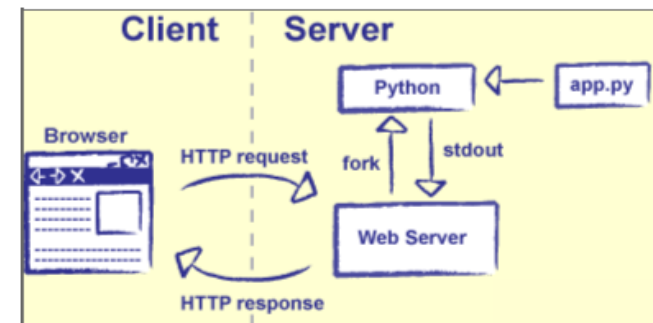 Client
Server
Python
app.py
Browser
HTTP request
fork
stdout
Web Server
HTTP response